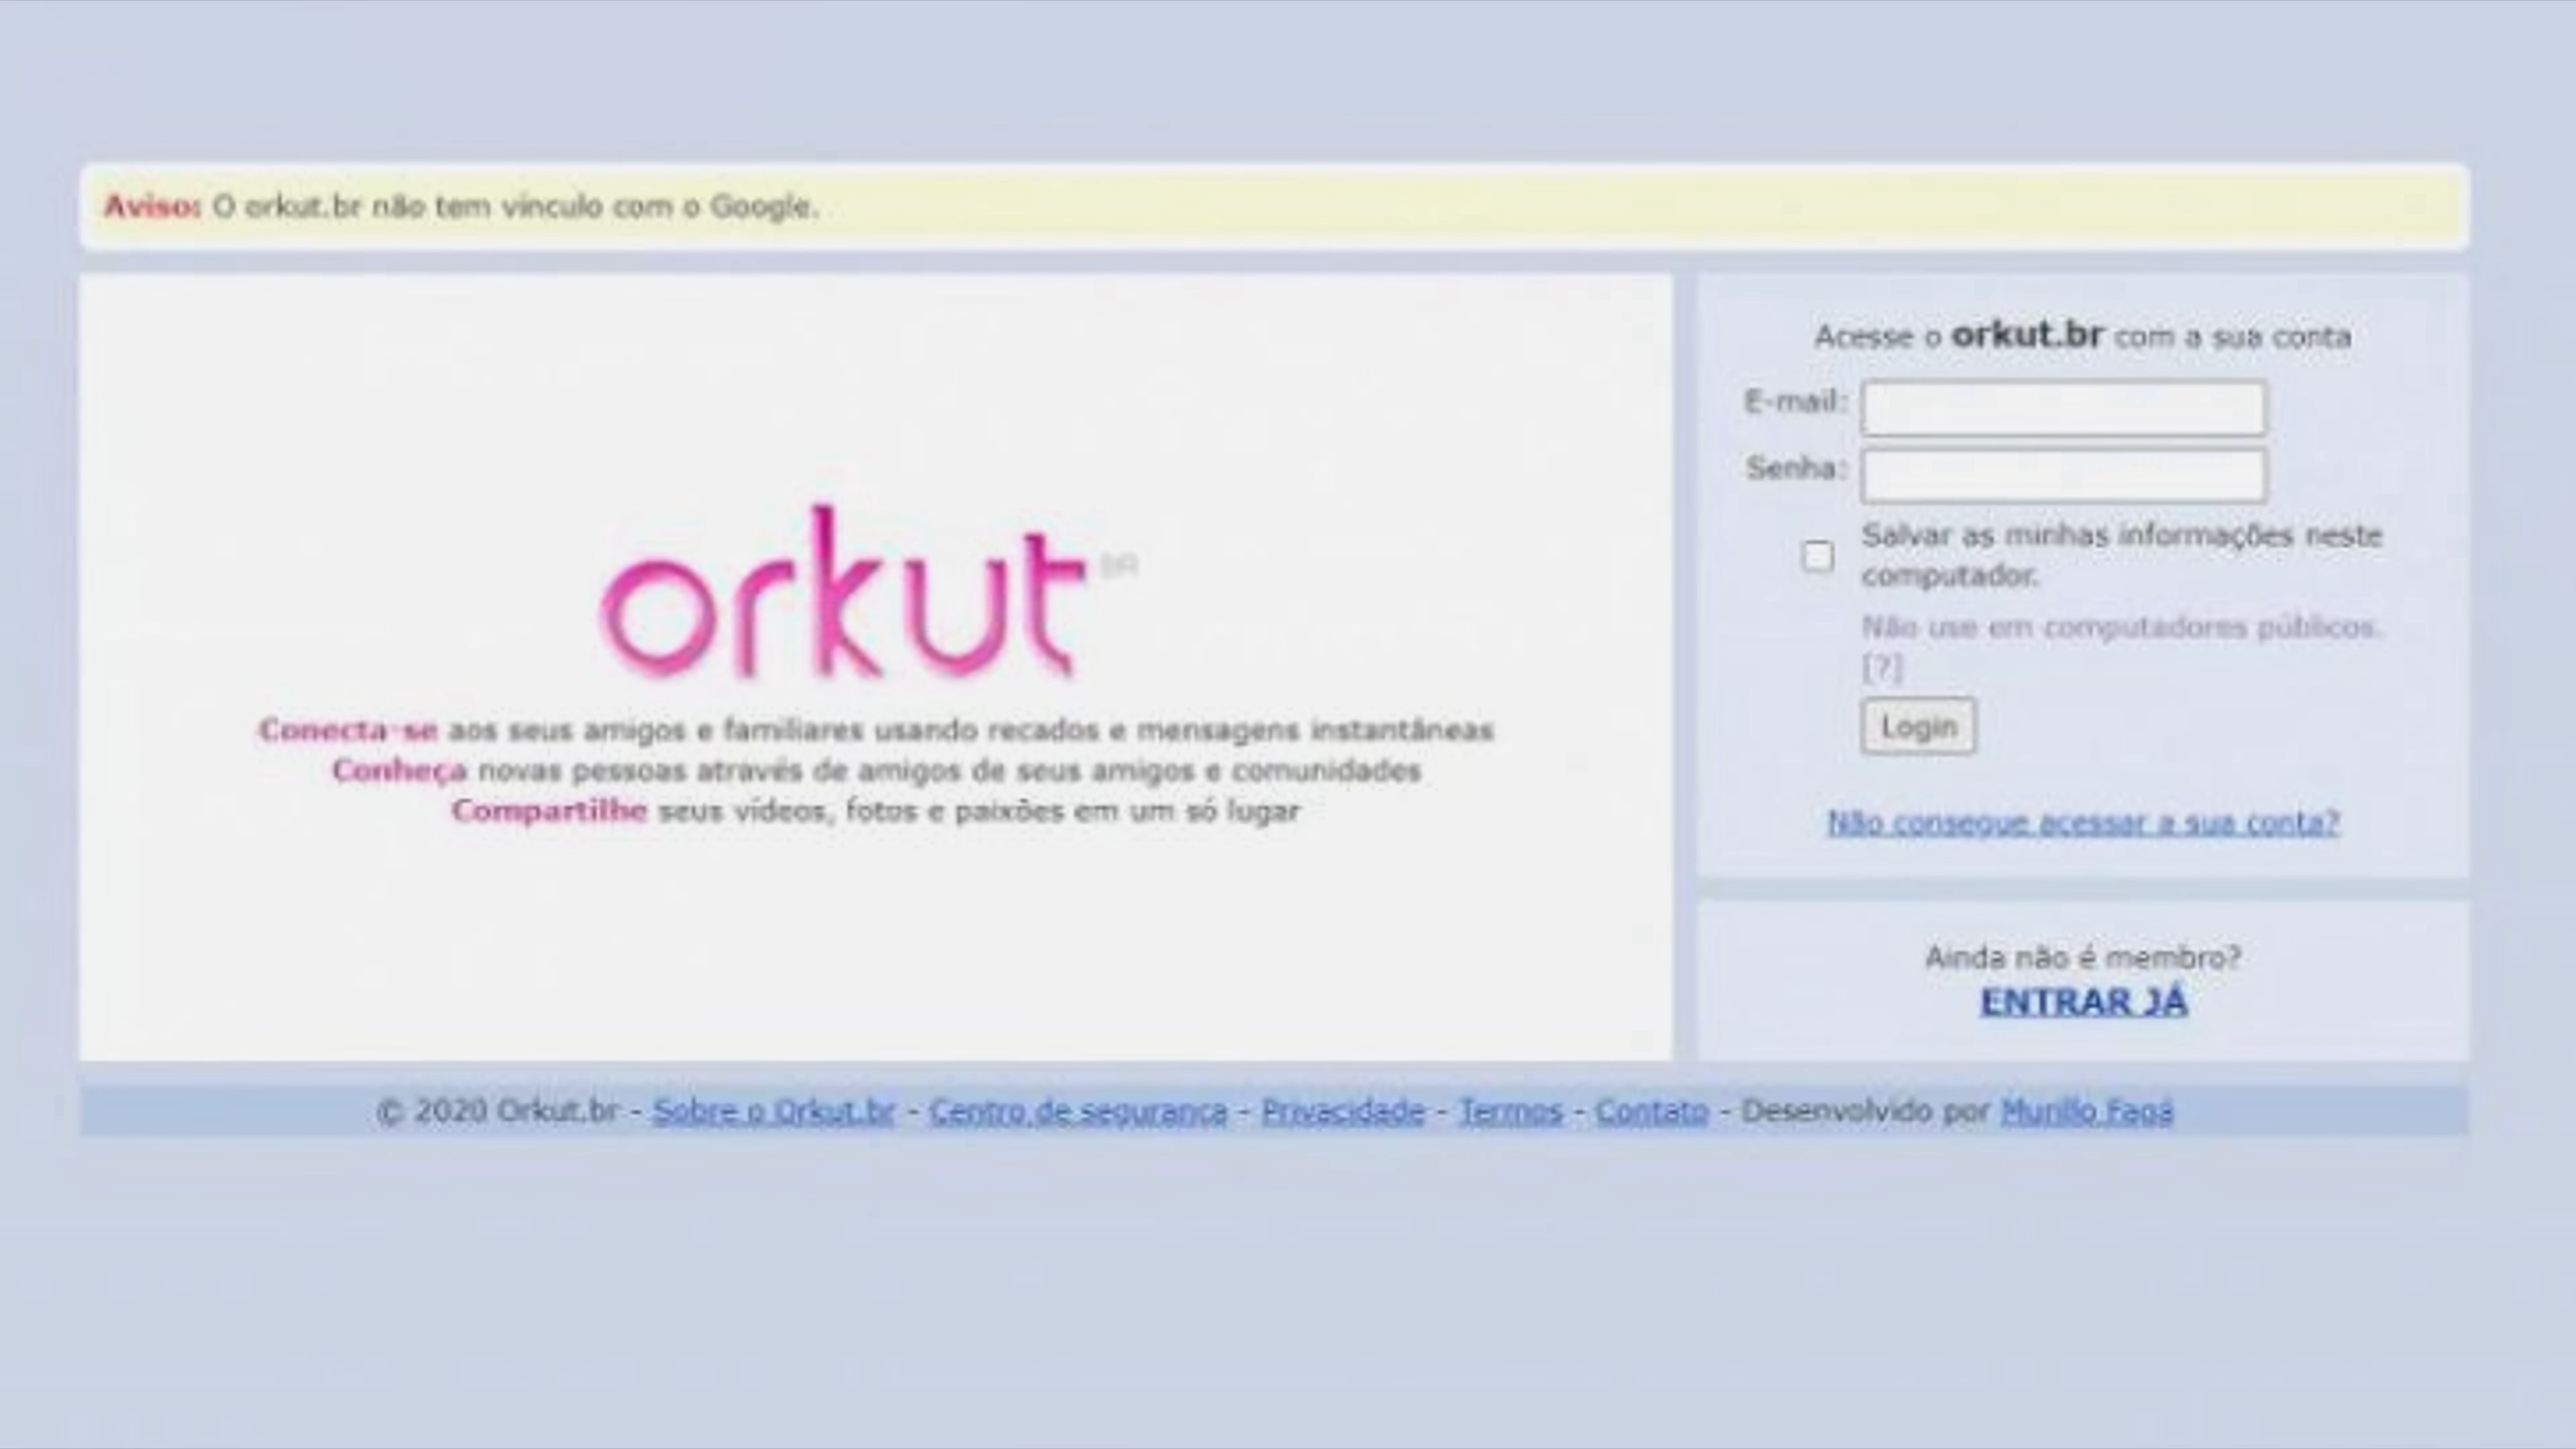 Aviso: O orkut.br não tem vínculo com o Google.
orkut BR
Conecta-se aos seus amigos e familiares usando recados e mensagens instantâneas
Conheça novas pessoas através de amigos de seus amigos e comunidades
Compartilhe seus vídeos, fotos e paixões em um só lugar
Acesse o orkut.br com a sua conta
E-mail:
Senha:
Salvar as minhas informações neste
computador.
Não use em computadores públicos.
[?]
Login
Não consegue acessar a sua conta?
Ainda não é membro?
ENTRAR JÁ
© 2020 Orkut.br - Sobre o Orkut.br - Centro de segurança - Privacidade - Termos - Contato - Desenvolvido por Murillo Fagá